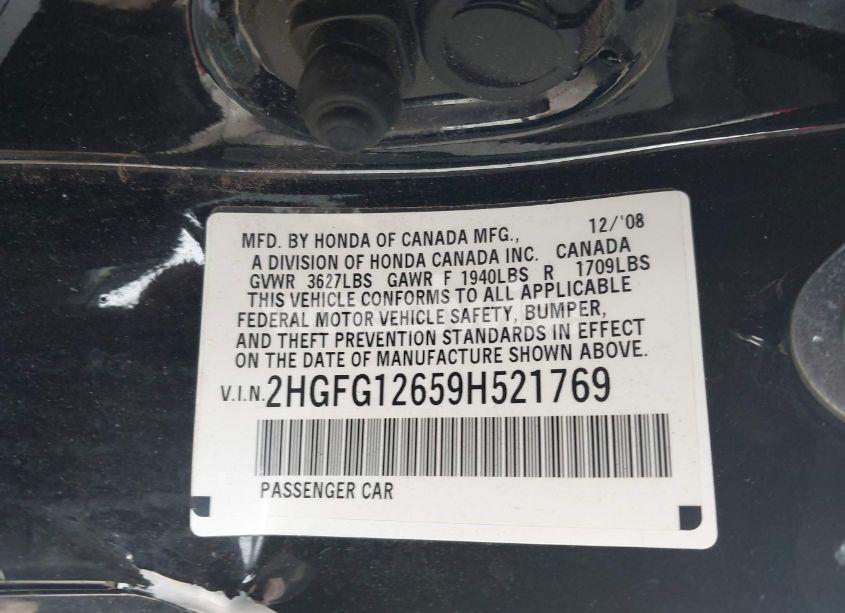 MFD. BY HONDA OF CANADA MFG., 12/'08
A DIVISION OF HONDA CANADA INC. CANADA
GVWR 3627LBS GAWR F 1940LBS R 1709LBS
THIS VEHICLE CONFORMS TO ALL APPLICABLE
FEDERAL MOTOR VEHICLE SAFETY, BUMPER,
AND THEFT PREVENTION STANDARDS IN EFFECT
ON THE DATE OF MANUFACTURE SHOWN ABOVE.
V.I.N. 2HGFG12659H521769
PASSENGER CAR